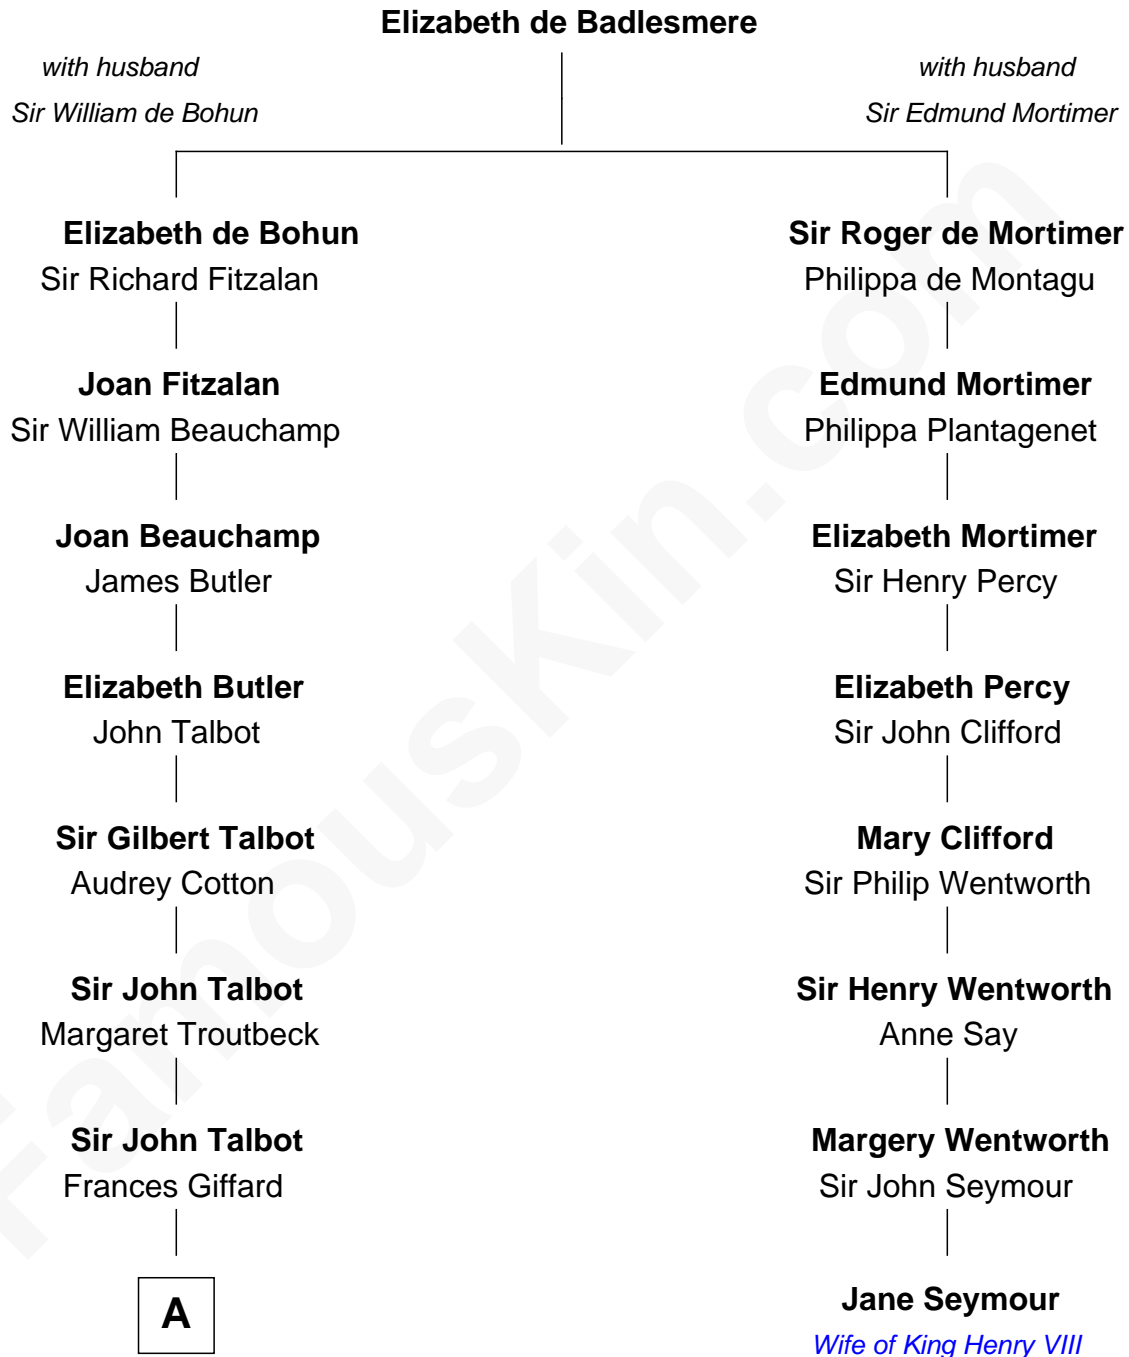 Elizabeth de Badlesmere
with husband
Sir William de Bohun
with husband
Sir Edmund Mortimer
Elizabeth de Bohun
Sir Richard Fitzalan
Sir Roger de Mortimer
Philippa de Montagu
Joan Fitzalan
Sir William Beauchamp
Edmund Mortimer
Philippa Plantagenet
Joan Beauchamp
James Butler
Elizabeth Mortimer
Sir Henry Percy
Elizabeth Butler
John Talbot
Elizabeth Percy
Sir John Clifford
Sir Gilbert Talbot
Audrey Cotton
Mary Clifford
Sir Philip Wentworth
Sir John Talbot
Margaret Troutbeck
Sir Henry Wentworth
Anne Say
Sir John Talbot
Frances Giffard
Margery Wentworth
Sir John Seymour
A
Jane Seymour
Wife of King Henry VIII
FamousKin.com